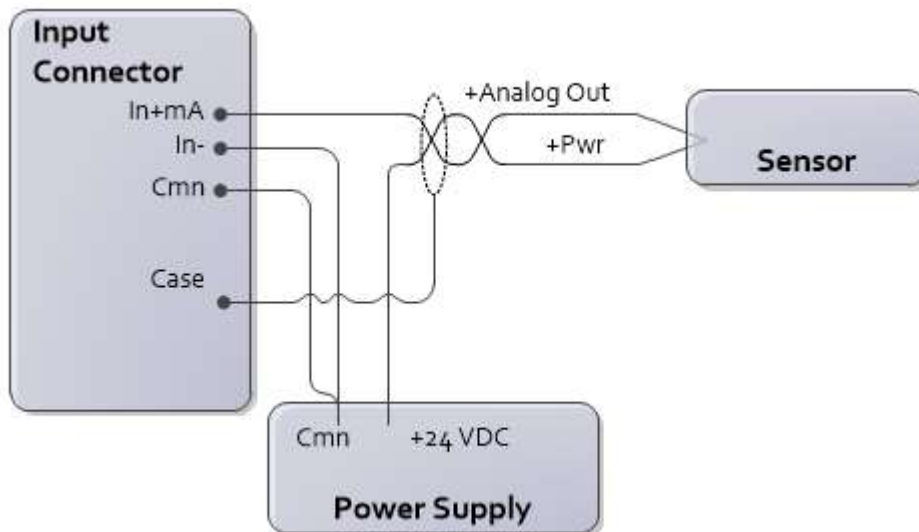 Input
Connector
In+mA
In-
Cmn
Case
+Analog Out
+Pwr
Sensor
Cmn
+24 VDC
Power Supply